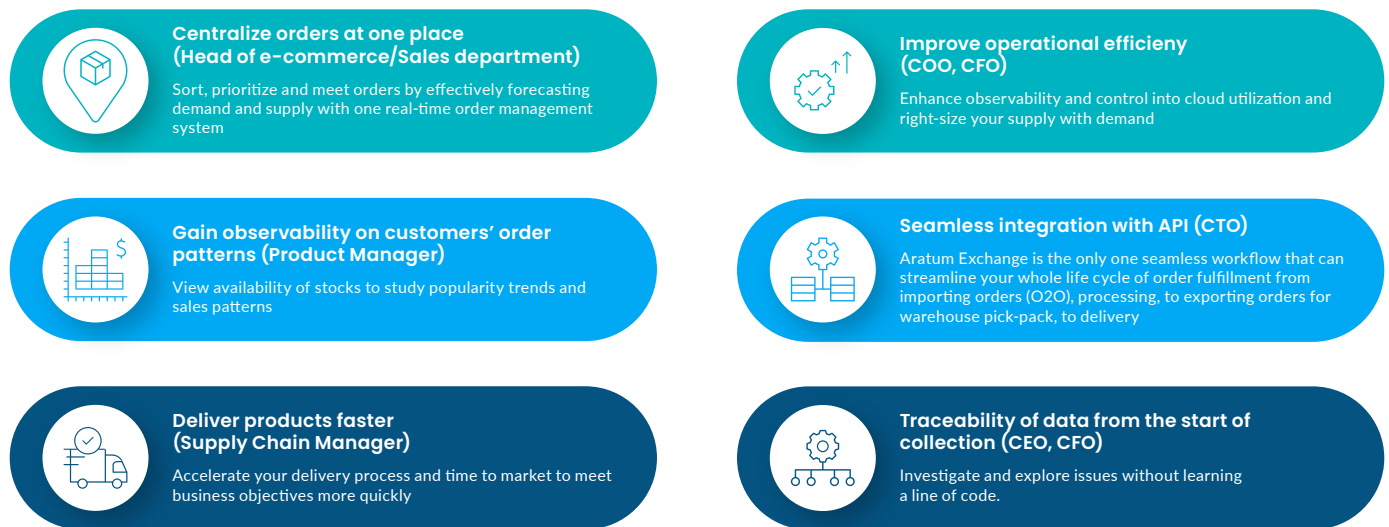 Centralize orders at one place
(Head of e-commerce/Sales department)
Sort, prioritize and meet orders by effectively forecasting
demand and supply with one real-time order management
system
Improve operational efficieny
(COO, CFO)
Enhance observability and control into cloud utilization and
right-size your supply with demand
Gain observability on customers’ order
patterns (Product Manager)
View availability of stocks to study popularity trends and
sales patterns
Seamless integration with API (CTO)
Aratum Exchange is the only one seamless workflow that can
streamline your whole life cycle of order fulfillment from
importing orders (O2O), processing, to exporting orders for
warehouse pick-pack, to delivery
Deliver products faster
(Supply Chain Manager)
Accelerate your delivery process and time to market to meet
business objectives more quickly
Traceability of data from the start of
collection (CEO, CFO)
Investigate and explore issues without learning
a line of code.
$